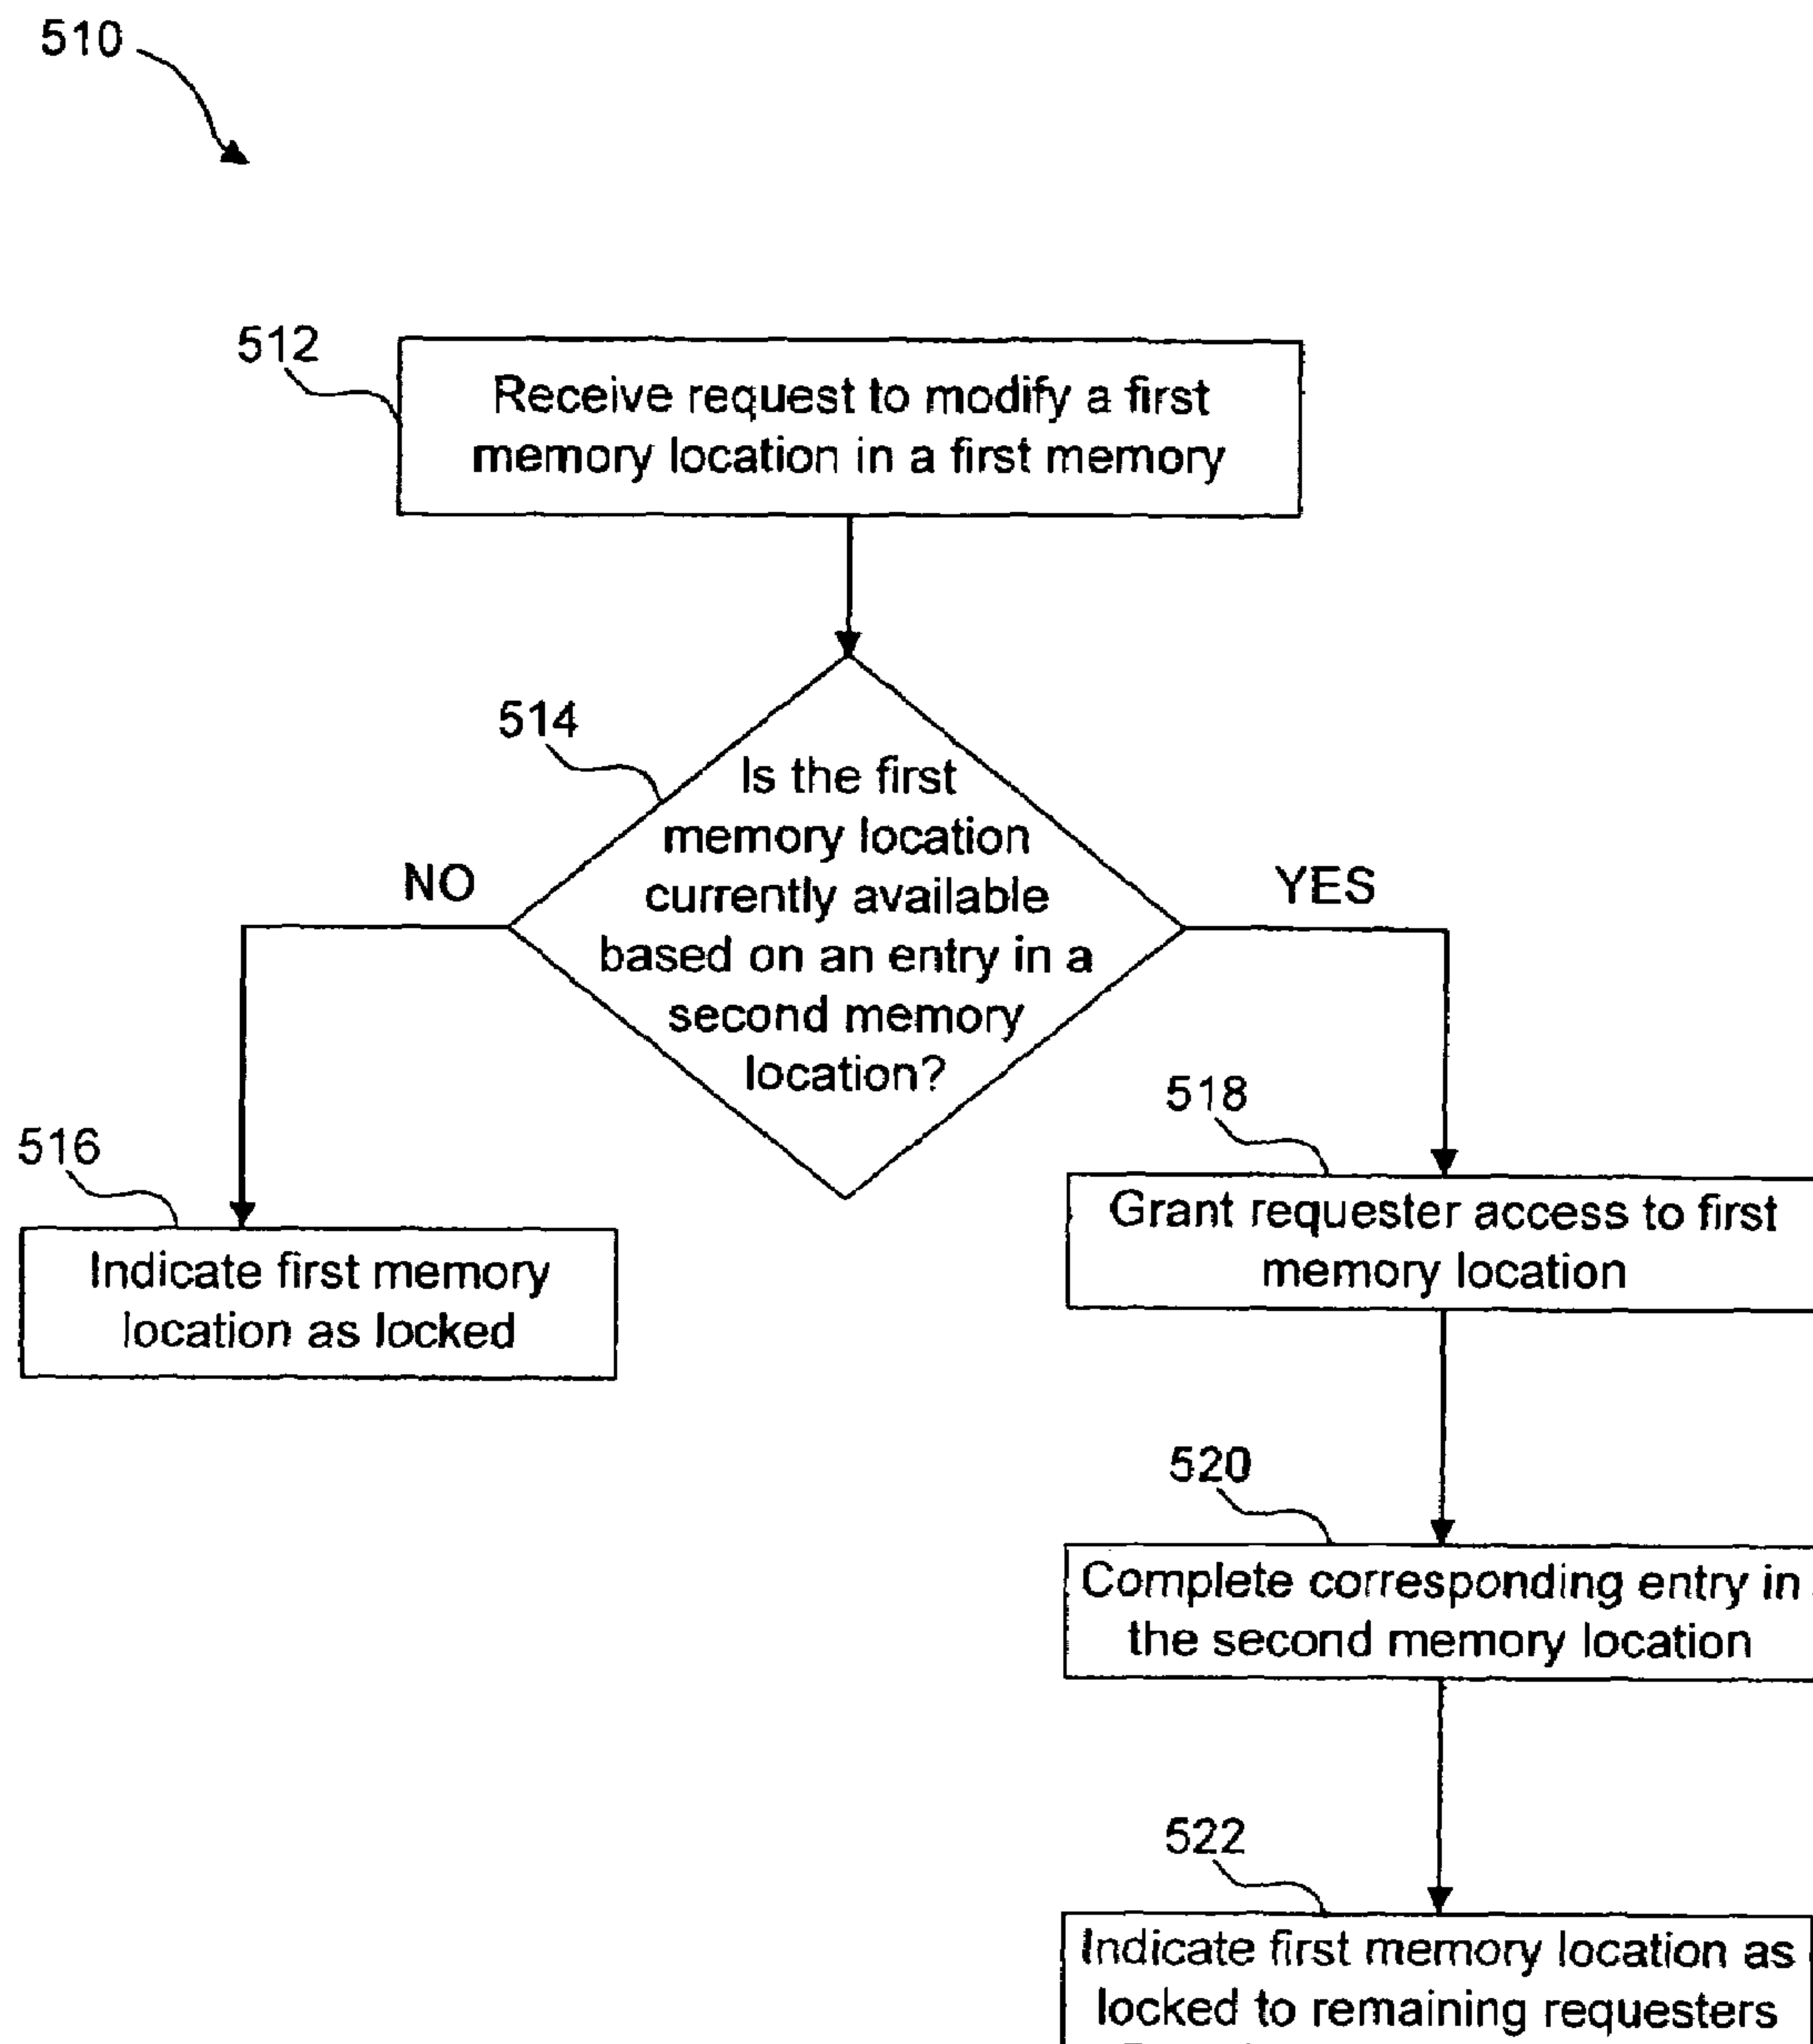 510
512
Receive request to modify a first
memory location in a first memory
514
Is the first
memory location
currently available
based on an entry in a
second memory
location?
NO
YES
516
Indicate first memory
location as locked
518
Grant requester access to first
memory location
520
Complete corresponding entry in
the second memory location
522
Indicate first memory location as
locked to remaining requesters